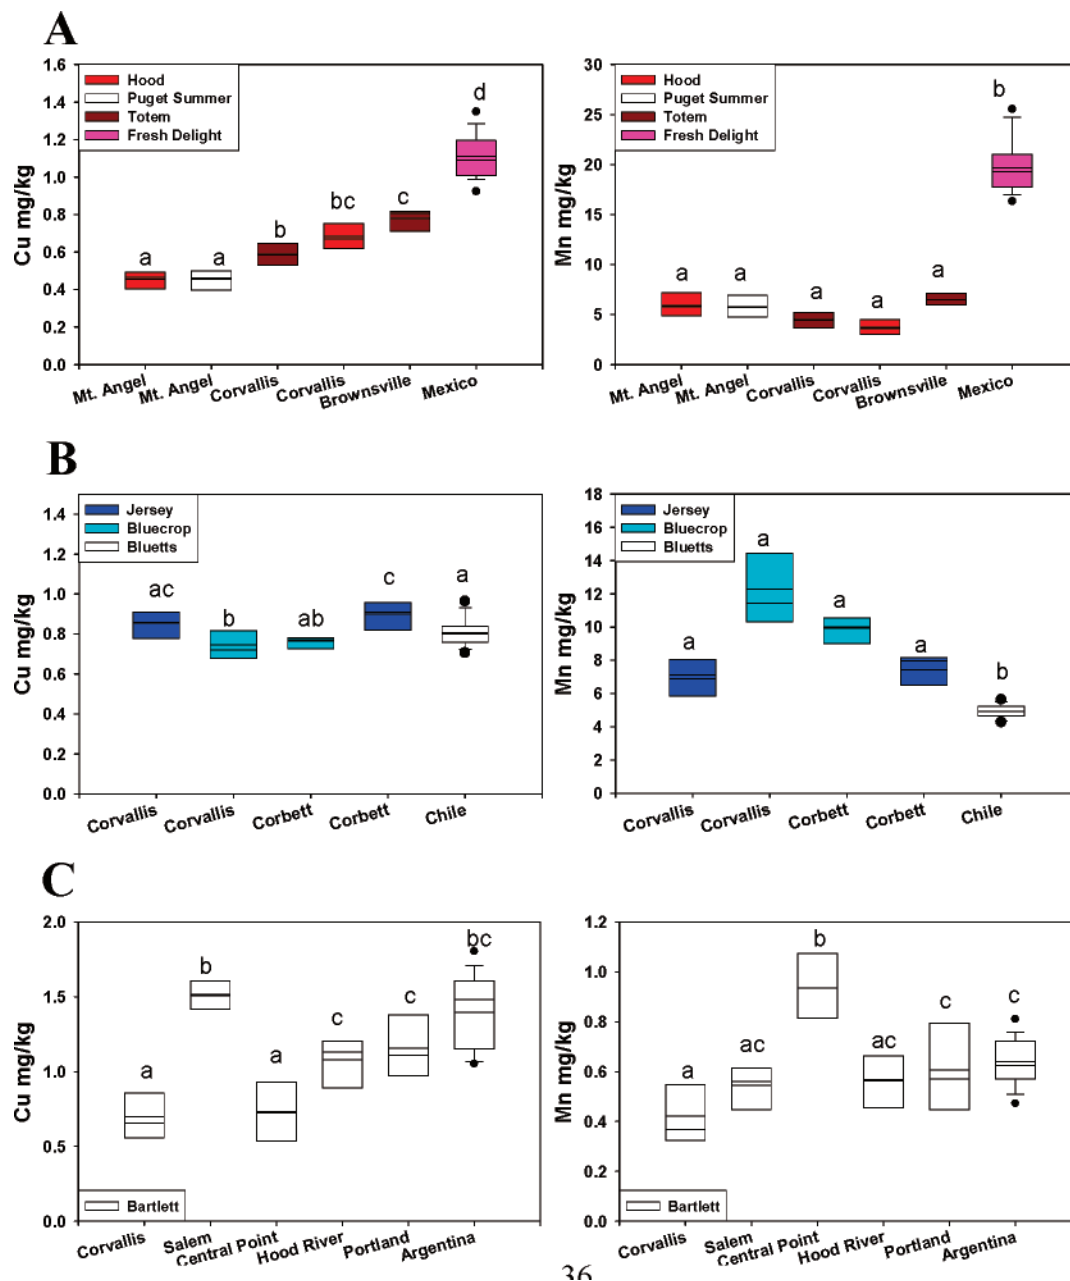 A
Hood
Puget Summer
Totem
Fresh Delight
1.6
1.4
1.2
1.0
0.8
0.6
0.4
0.2
0.0
Cu mg/kg
a
a
b
bc
c
d
Mt. Angel
Mt. Angel
Corvallis
Corvallis
Brownsville
Mexico
Hood
Puget Summer
Totem
Fresh Delight
30
25
20
15
10
5
0
Mn mg/kg
a
a
a
a
a
b
Mt. Angel
Mt. Angel
Corvallis
Corvallis
Brownsville
Mexico
B
Jersey
Bluecrop
Bluetts
1.4
1.2
1.0
0.8
0.6
0.4
0.2
0.0
Cu mg/kg
ac
b
ab
c
a
Corvallis
Corvallis
Corbett
Corbett
Chile
Jersey
Bluecrop
Bluetts
18
16
14
12
10
8
6
4
2
0
Mn mg/kg
a
a
a
a
b
Corvallis
Corvallis
Corbett
Corbett
Chile
C
2.0
1.5
1.0
0.5
0.0
Cu mg/kg
a
b
a
c
c
bc
Bartlett
Corvallis
Salem
Central Point
Hood River
Portland
Argentina
1.2
1.0
0.8
0.6
0.4
0.2
0.0
Mn mg/kg
a
ac
b
ac
c
c
Bartlett
Corvallis
Salem
Central Point
Hood River
Portland
Argentina
36